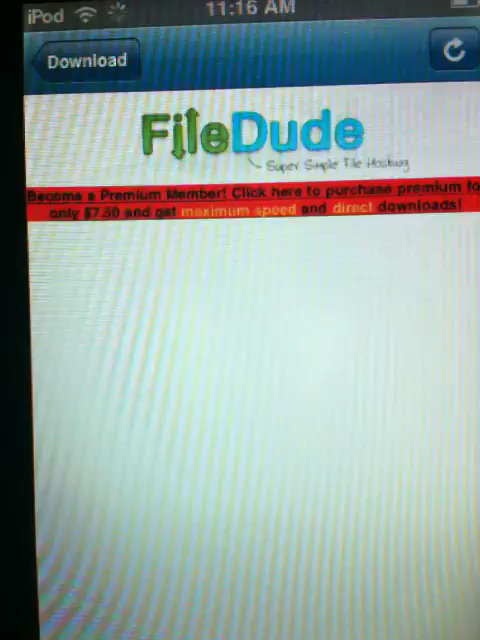 iPod 11:16 AM
Download
FileDude
Super Simple File Hosting
Become a Premium Member! Click here to purchase premium fo
only $7.50 and get maximum speed and direct downloads!